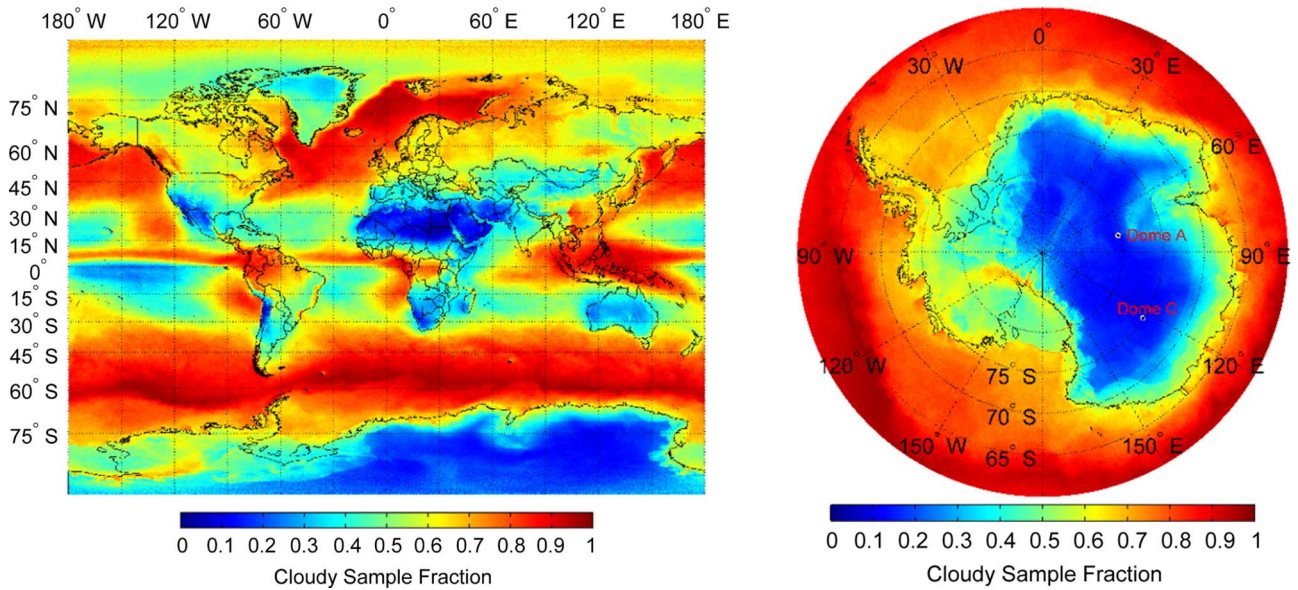 180° W 120° W 60° W 0° 60° E 120° E 180° E
75° N
60° N
45° N
30° N
15° N
0°
15° S
30° S
45° S
60° S
75° S
0 0.1 0.2 0.3 0.4 0.5 0.6 0.7 0.8 0.9 1
Cloudy Sample Fraction
0°
30° W 30° E
60° E
Dome A
90° W 90° E
Dome C
120° W 120° E
75° S
70° S
150° W 150° E
65° S
0 0.1 0.2 0.3 0.4 0.5 0.6 0.7 0.8 0.9 1
Cloudy Sample Fraction